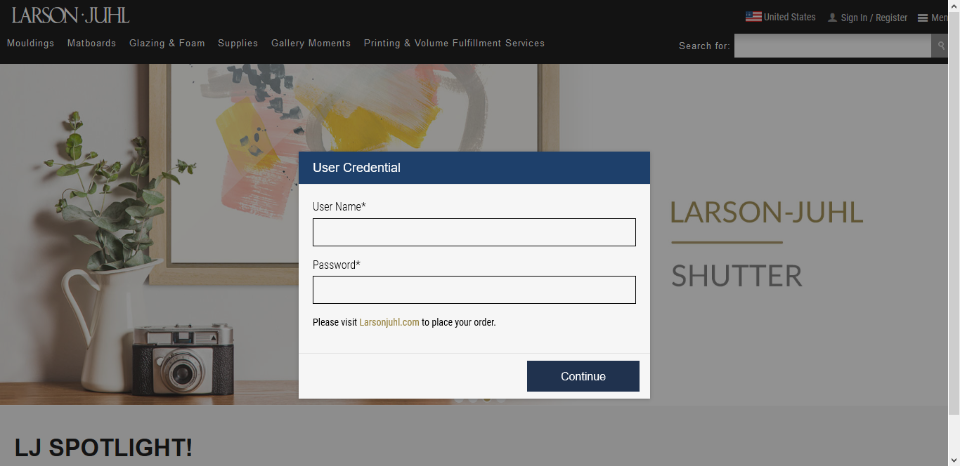 LARSON·JUHL
United States
Sign In / Register
Men
Mouldings Matboards Glazing & Foam Supplies Gallery Moments Printing & Volume Fulfillment Services
Search for:
User Credential
User Name*
Password*
Please visit Larsonjuhl.com to place your order.
Continue
LARSON-JUHL
SHUTTER
LJ SPOTLIGHT!